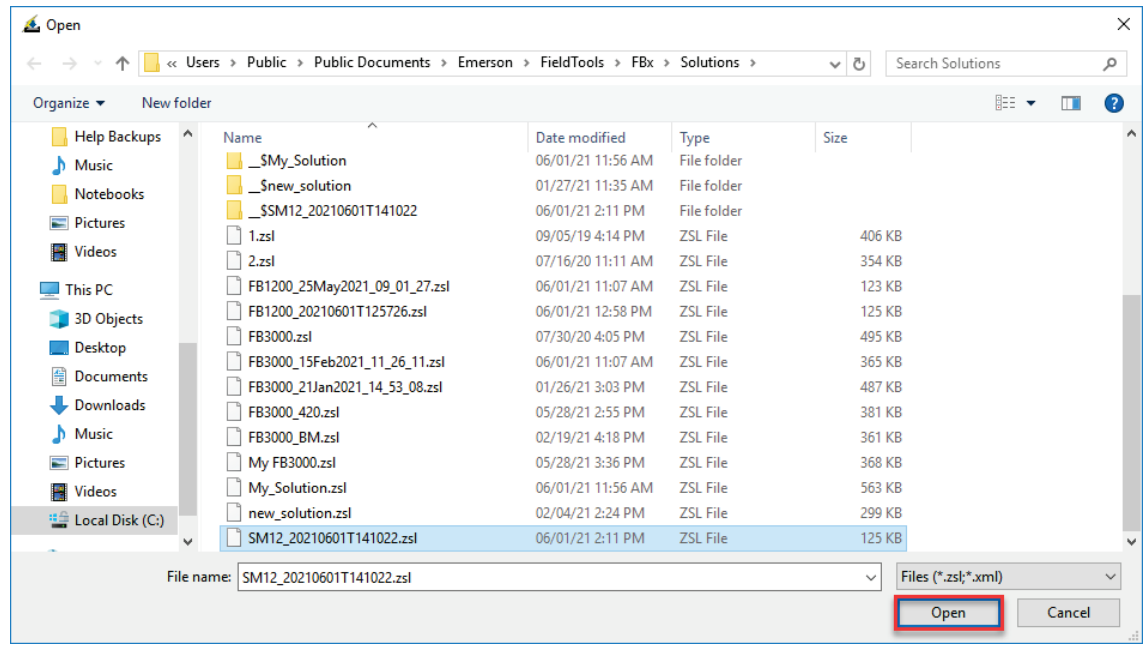 Open
« Users > Public > Public Documents > Emerson > FieldTools > FBx > Solutions >
Search Solutions
Organize
New folder
Help Backups
Music
Notebooks
Pictures
Videos
This PC
3D Objects
Desktop
Documents
Downloads
Music
Pictures
Videos
Local Disk (C:)
Name Date modified Type Size
__$My_Solution 06/01/21 11:56 AM File folder
__$new_solution 01/27/21 11:35 AM File folder
__$SM12_20210601T141022 06/01/21 2:11 PM File folder
1.zsl 09/05/19 4:14 PM ZSL File 406 KB
2.zsl 07/16/20 11:11 AM ZSL File 354 KB
FB1200_25May2021_09_01_27.zsl 06/01/21 11:07 AM ZSL File 123 KB
FB1200_20210601T125726.zsl 06/01/21 12:58 PM ZSL File 125 KB
FB3000.zsl 07/30/20 4:05 PM ZSL File 495 KB
FB3000_15Feb2021_11_26_11.zsl 06/01/21 11:07 AM ZSL File 365 KB
FB3000_21Jan2021_14_53_08.zsl 01/26/21 3:03 PM ZSL File 487 KB
FB3000_420.zsl 05/28/21 2:55 PM ZSL File 381 KB
FB3000_BM.zsl 02/19/21 4:18 PM ZSL File 361 KB
My FB3000.zsl 05/28/21 3:36 PM ZSL File 368 KB
My_Solution.zsl 06/01/21 11:56 AM ZSL File 563 KB
new_solution.zsl 02/04/21 2:24 PM ZSL File 299 KB
SM12_20210601T141022.zsl 06/01/21 2:11 PM ZSL File 125 KB
File name: SM12_20210601T141022.zsl
Files (*.zsl;*.xml)
Open
Cancel